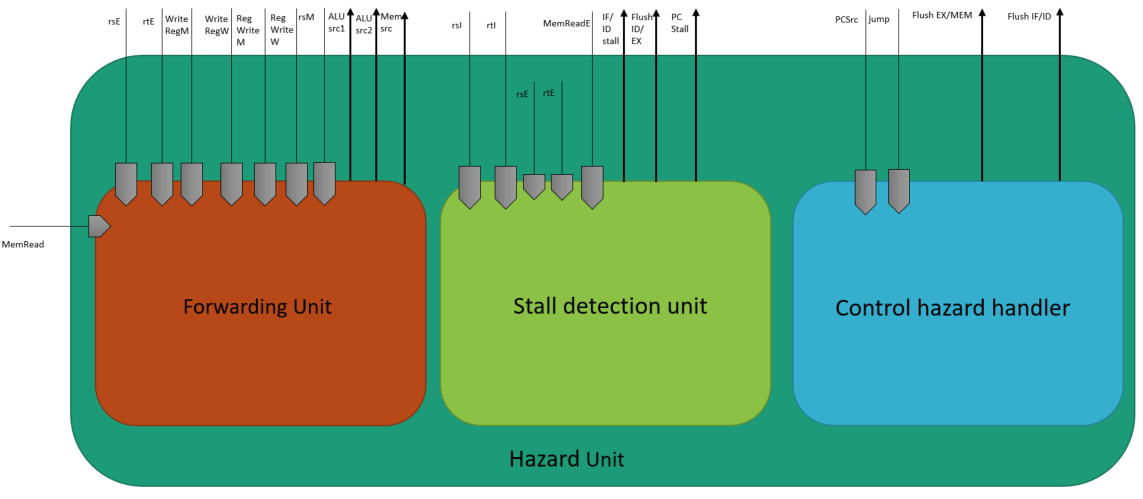 rsE
rtE
Write
RegM
Write
RegW
Reg
Write
M
Reg
Write
W
rsM
ALU
src1
ALU
src2
Mem
src
rsI
rtI
MemReadE
IF/
ID
stall
Flush
ID/
EX
PC
Stall
PCSrc
jump
Flush EX/MEM
Flush IF/ID
rsE
rtE
MemRead
Forwarding Unit
Stall detection unit
Control hazard handler
Hazard Unit